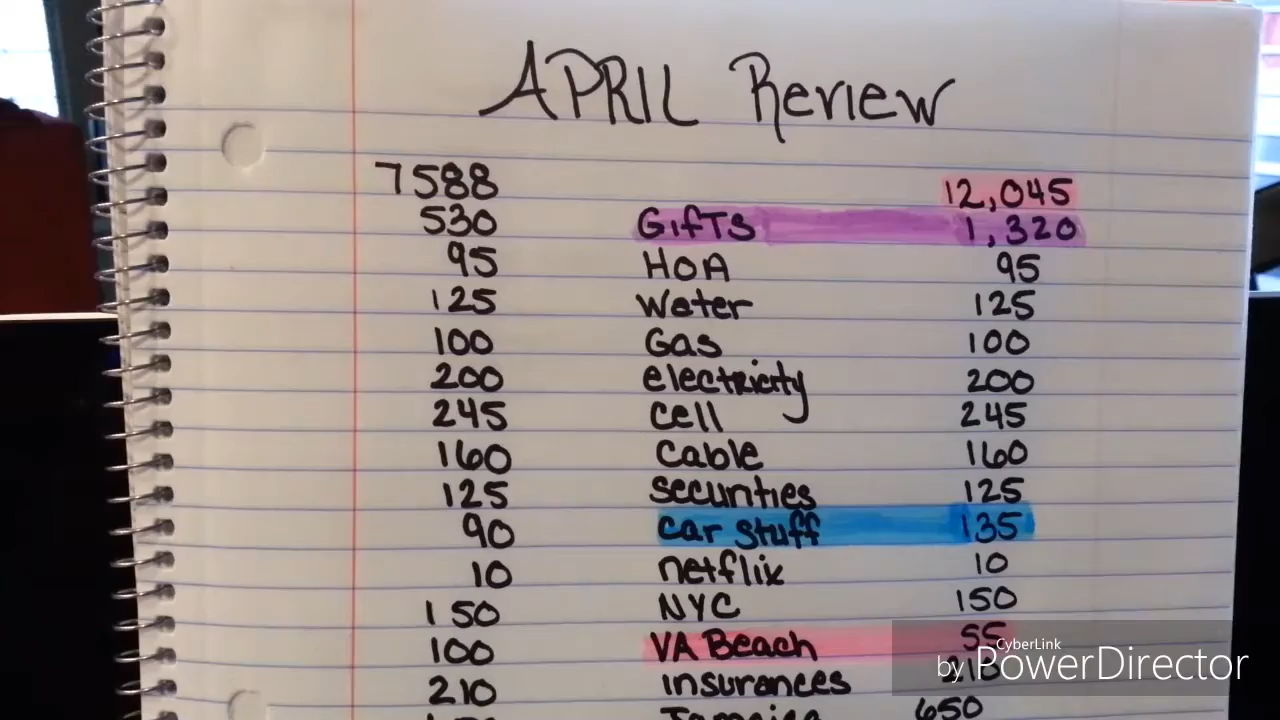 APRIL Review
7588 12,045
530 GIfTS 1,320
95 HOA 95
125 Water 125
100 Gas 100
200 electricity 200
245 cell 245
160 Cable 160
125 Securities 125
90 car stuff 135
10 netflix 10
150 NYC 150
100 VA Beach 55
210 insurances
Jamaica 650
CyberLink
by PowerDirector